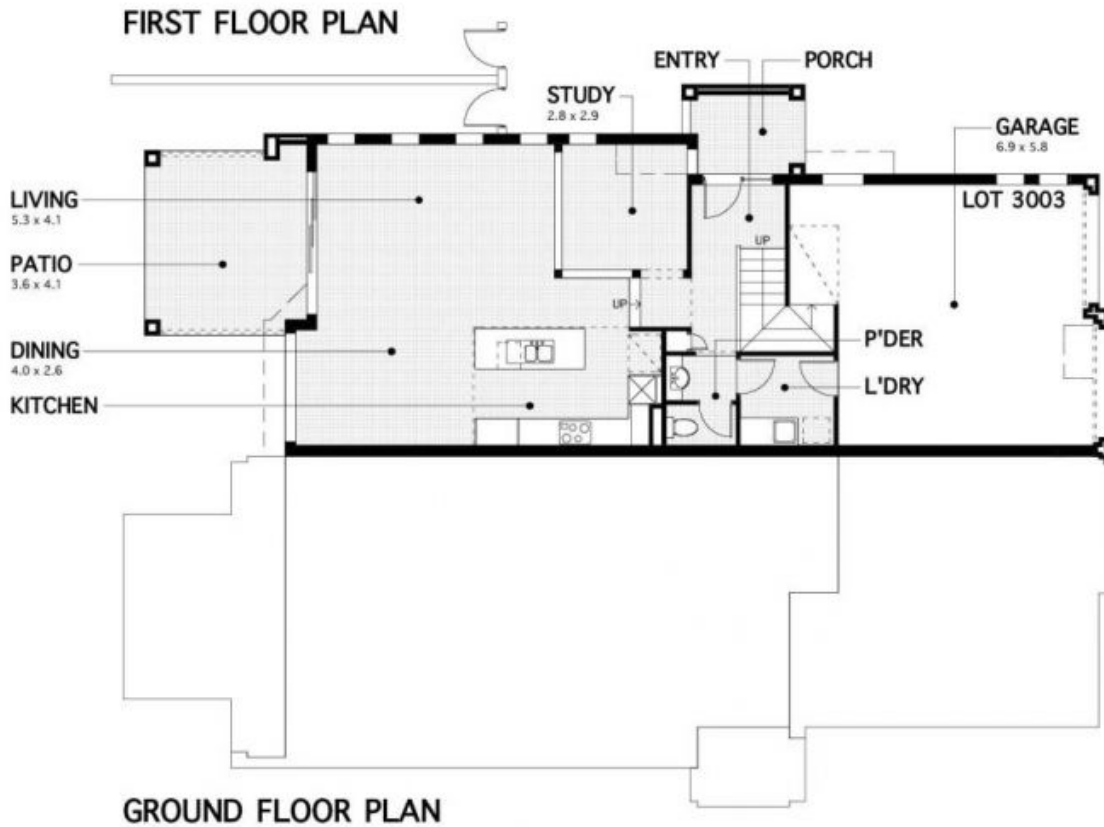 FIRST FLOOR PLAN
ENTRY
PORCH
STUDY
2.8 x 2.9
GARAGE
6.9 x 5.8
LIVING
5.3 x 4.1
LOT 3003
UP
PATIO
3.6 x 4.1
UP
DINING
4.0 x 2.6
P'DER
L'DRY
KITCHEN
GROUND FLOOR PLAN